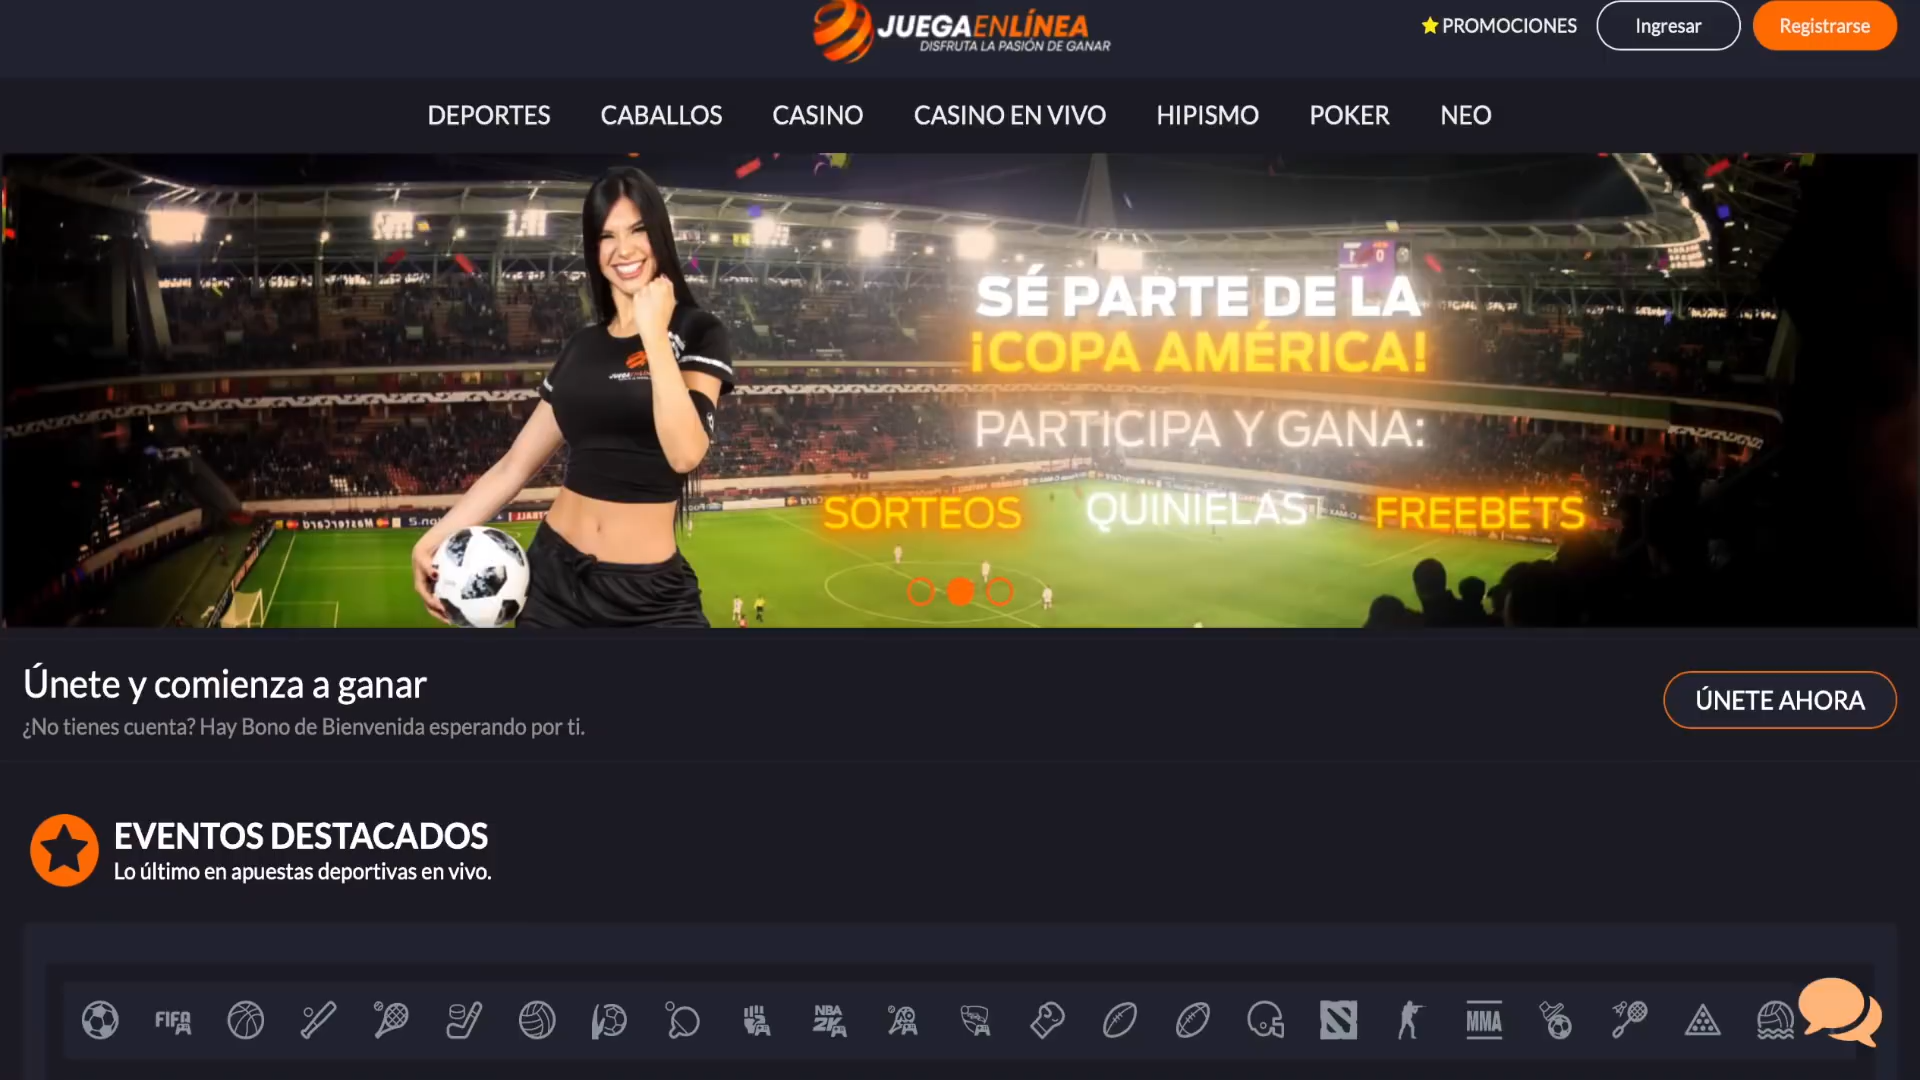 JUEGAENLÍNEA
DISFRUTA LA PASIÓN DE GANAR
PROMOCIONES
Ingresar
Registrarse
DEPORTES
CABALLOS
CASINO
CASINO EN VIVO
HIPISMO
POKER
NEO
SÉ PARTE DE LA
¡COPA AMÉRICA!
PARTICIPA Y GANA:
SORTEOS
QUINIELAS
FREEBETS
MasterCard
Únete y comienza a ganar
¿No tienes cuenta? Hay Bono de Bienvenida esperando por ti.
ÚNETE AHORA
EVENTOS DESTACADOS
Lo último en apuestas deportivas en vivo.
FIFA
NBA
2K
MMA